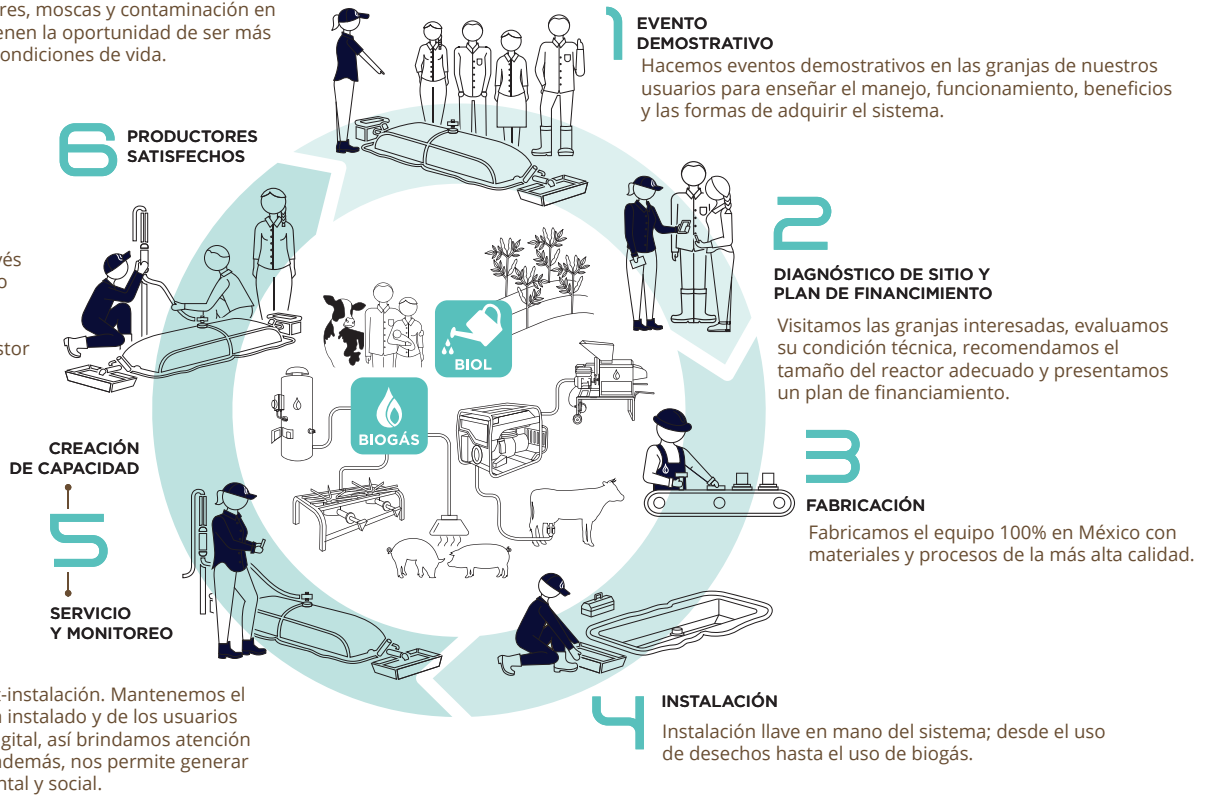 res, moscas y contaminación en
enen la oportunidad de ser más
ondiciones de vida.
1
EVENTO
DEMOSTRATIVO
Hacemos eventos demostrativos en las granjas de nuestros
usuarios para enseñar el manejo, funcionamiento, beneficios
y las formas de adquirir el sistema.
2
DIAGNÓSTICO DE SITIO Y
PLAN DE FINANCIMIENTO
Visitamos las granjas interesadas, evaluamos
su condición técnica, recomendamos el
tamaño del reactor adecuado y presentamos
un plan de financiamiento.
3
FABRICACIÓN
Fabricamos el equipo 100% en México con
materiales y procesos de la más alta calidad.
4
INSTALACIÓN
Instalación llave en mano del sistema; desde el uso
de desechos hasta el uso de biogás.
CREACIÓN
DE CAPACIDAD
5
SERVICIO
Y MONITOREO
-instalación. Mantenemos el
instalado y de los usuarios
gital, así brindamos atención
además, nos permite generar
ntal y social.
6
PRODUCTORES
SATISFECHOS
vés
o
stor
BIOL
BIOGÁS